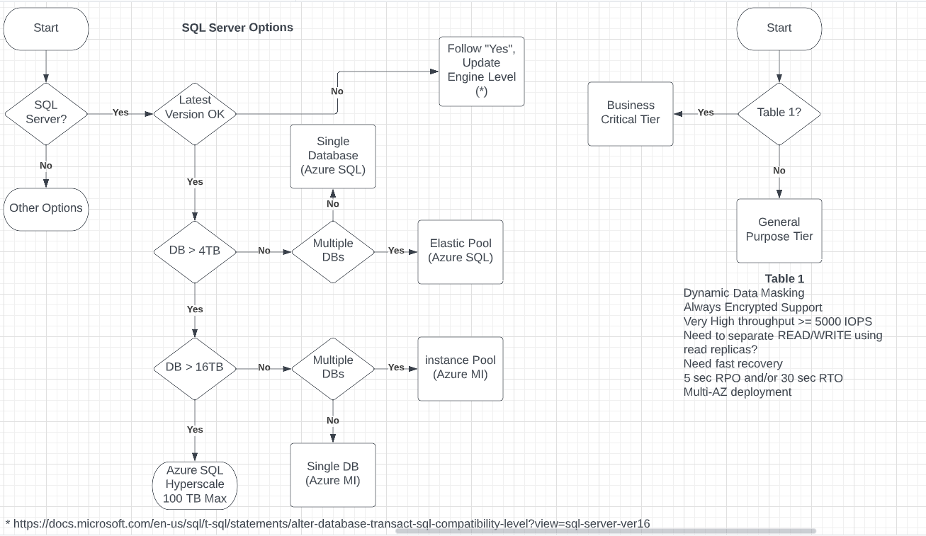 Start
SQL Server Options
Start
Follow "Yes",
Update
Engine Level
(*)
SQL
Server?
Yes
Latest
Version OK
No
Business
Critical Tier
Yes
Table 1?
No
Other Options
Yes
Single
Database
(Azure SQL)
No
No
General
Purpose Tier
DB > 4TB
No
Multiple
DBs
Yes
Elastic Pool
(Azure SQL)
Table 1
Dynamic Data Masking
Always Encrypted Support
Very High throughput >= 5000 IOPS
Need to separate READ/WRITE using
read replicas?
Need fast recovery
5 sec RPO and/or 30 sec RTO
Multi-AZ deployment
Yes
DB > 16TB
No
Multiple
DBs
Yes
instance Pool
(Azure MI)
Yes
No
Azure SQL
Hyperscale
100 TB Max
Single DB
(Azure MI)
* https://docs.microsoft.com/en-us/sql/t-sql/statements/alter-database-transact-sql-compatibility-level?view=sql-server-ver16